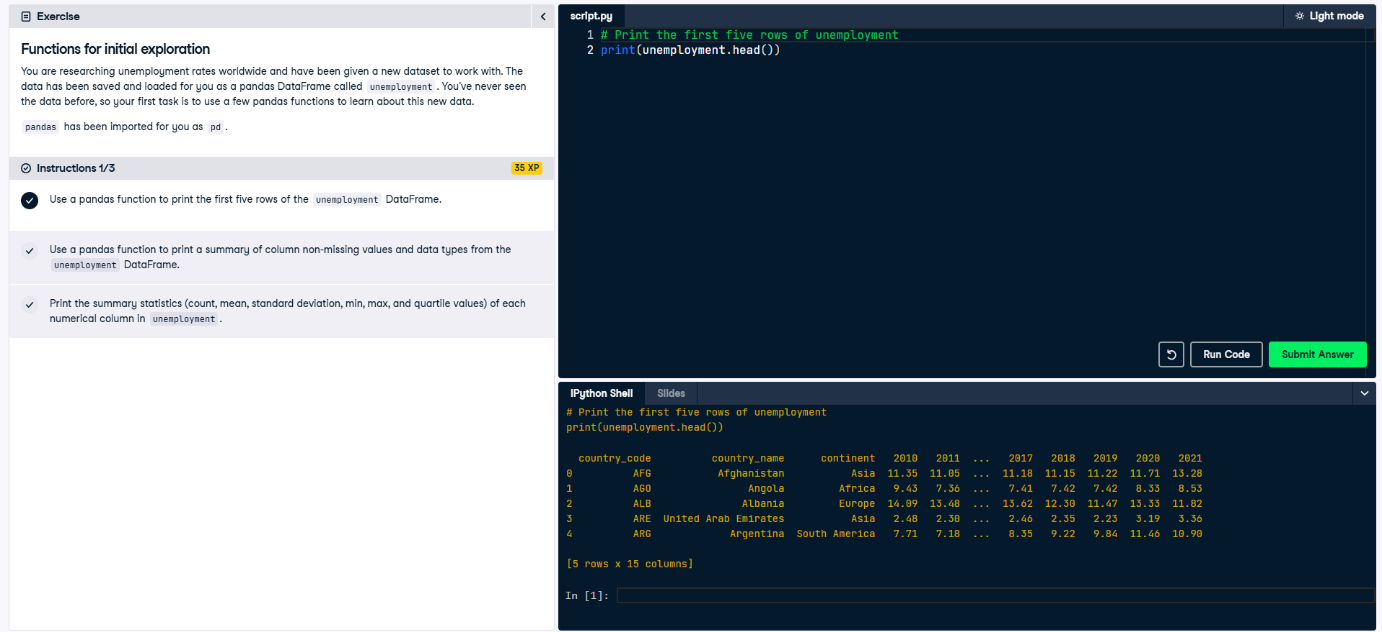 Exercise
Functions for initial exploration
You are researching unemployment rates worldwide and have been given a new dataset to work with. The
data has been saved and loaded for you as a pandas DataFrame called unemployment. You've never seen
the data before, so your first task is to use a few pandas functions to learn about this new data.
pandas has been imported for you as pd.
Instructions 1/3
35 XP
Use a pandas function to print the first five rows of the unemployment DataFrame.
Use a pandas function to print a summary of column non-missing values and data types from the
unemployment DataFrame.
Print the summary statistics (count, mean, standard deviation, min, max, and quartile values) of each
numerical column in unemployment.
script.py
Light mode
1 # Print the first five rows of unemployment
2 print(unemployment.head())
Run Code
Submit Answer
IPython Shell
Slides
# Print the first five rows of unemployment
print(unemployment.head())
country_code country_name continent 2010 2011 ... 2017 2018 2019 2020 2021
0 AFG Afghanistan Asia 11.35 11.05 ... 11.18 11.15 11.22 11.71 13.28
1 AGO Angola Africa 9.43 7.36 ... 7.41 7.42 7.42 8.33 8.53
2 ALB Albania Europe 14.09 13.48 ... 13.62 12.30 11.47 13.33 11.82
3 ARE United Arab Emirates Asia 2.48 2.30 ... 2.46 2.35 2.23 3.19 3.36
4 ARG Argentina South America 7.71 7.18 ... 8.35 9.22 9.84 11.46 10.90
[5 rows x 15 columns]
In [1]: